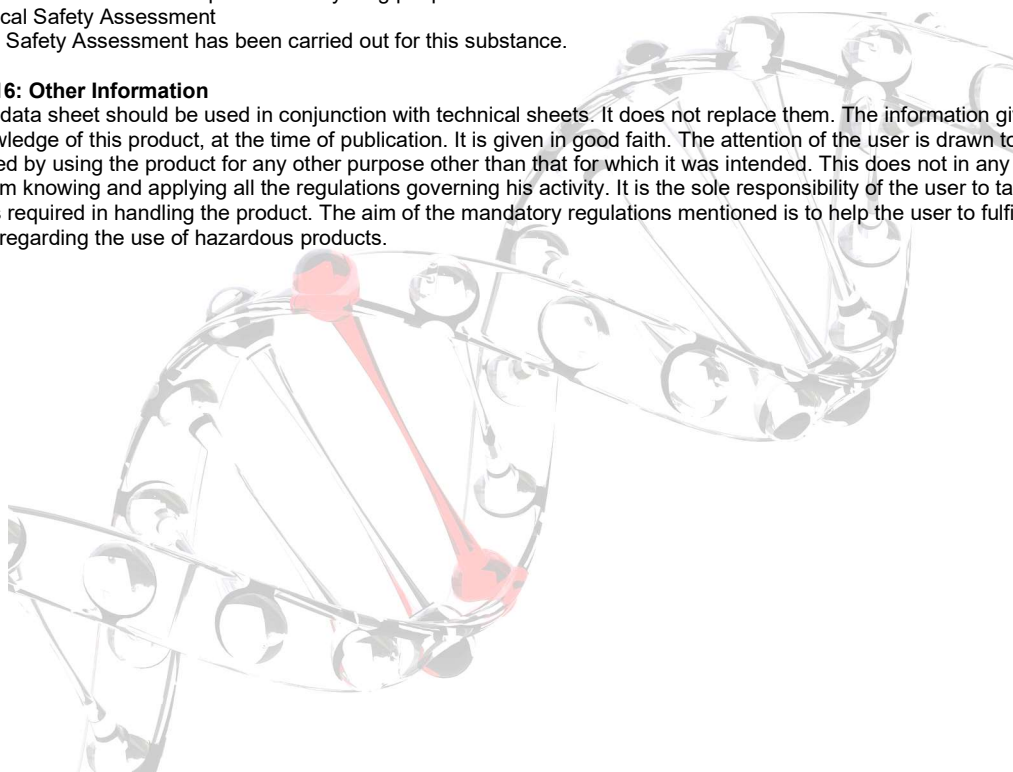 cal Safety Assessment
Safety Assessment has been carried out for this substance.
6: Other Information
data sheet should be used in conjunction with technical sheets. It does not replace them. The information gi
ledge of this product, at the time of publication. It is given in good faith. The attention of the user is drawn to
ed by using the product for any other purpose other than that for which it was intended. This does not in any
m knowing and applying all the regulations governing his activity. It is the sole responsibility of the user to ta
required in handling the product. The aim of the mandatory regulations mentioned is to help the user to fulfi
regarding the use of hazardous products.